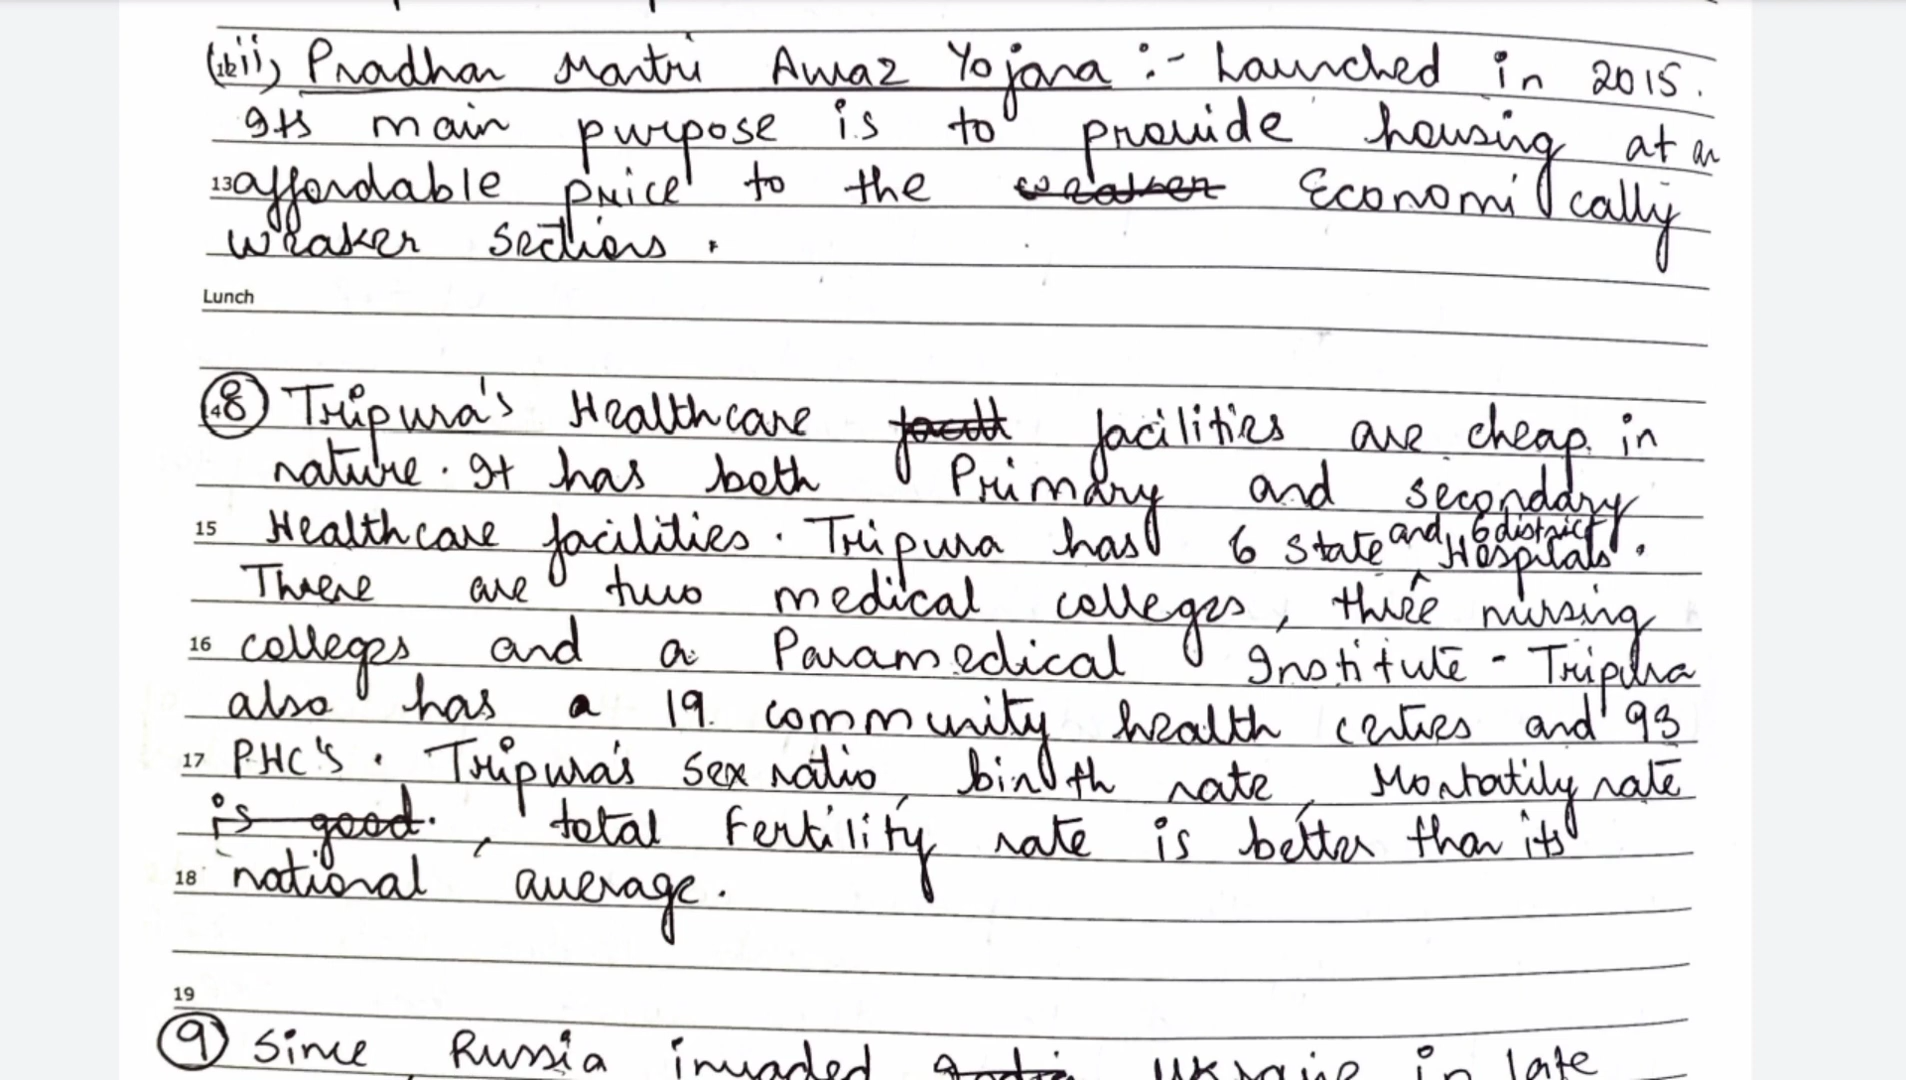 (iii) Pradhan Mantri Awaz Yojana :- Launched in 2015.
Its main purpose is to provide housing at an
13 affordable price to the weaker Economically
weaker sections.
Lunch
(8) Tripura's Healthcare facilities are cheap in
nature. It has both Primary and secondary
15 Healthcare facilities. Tripura has 6 state and 6 district Hospitals.
There are two medical colleges, three nursing
16 colleges and a Paramedical Institute - Tripura
also has a 19 community health centres and 93
17 PHC's. Tripura's sex ratio, birth rate, Mortatily rate
is good. , total Fertility rate is better than its
18 national average.
19
(9) Since Russia invaded India Ukraine in late